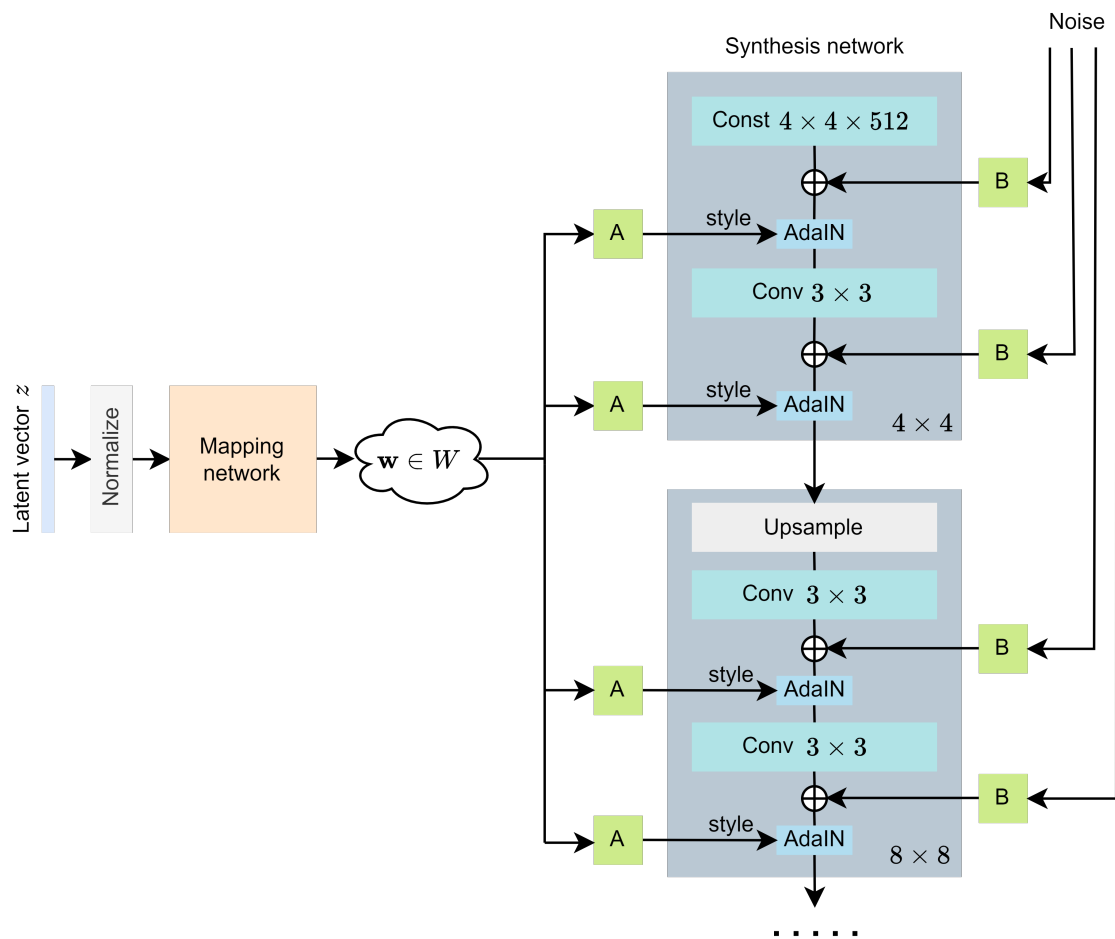 Noise
Synthesis network
Const 4 × 4 × 512
B
style
A
AdaIN
Conv 3 × 3
B
style
A
AdaIN
4 × 4
Latent vector z
Normalize
Mapping
network
w ∈ W
Upsample
Conv 3 × 3
B
style
A
AdaIN
Conv 3 × 3
B
style
A
AdaIN
8 × 8
.....